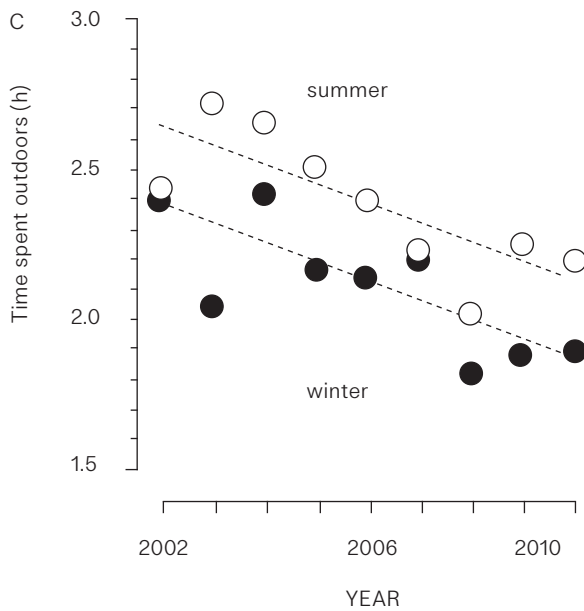 C
3.0
summer
2.5
Time spent outdoors (h)
2.0
winter
1.5
2002 2006 2010
YEAR